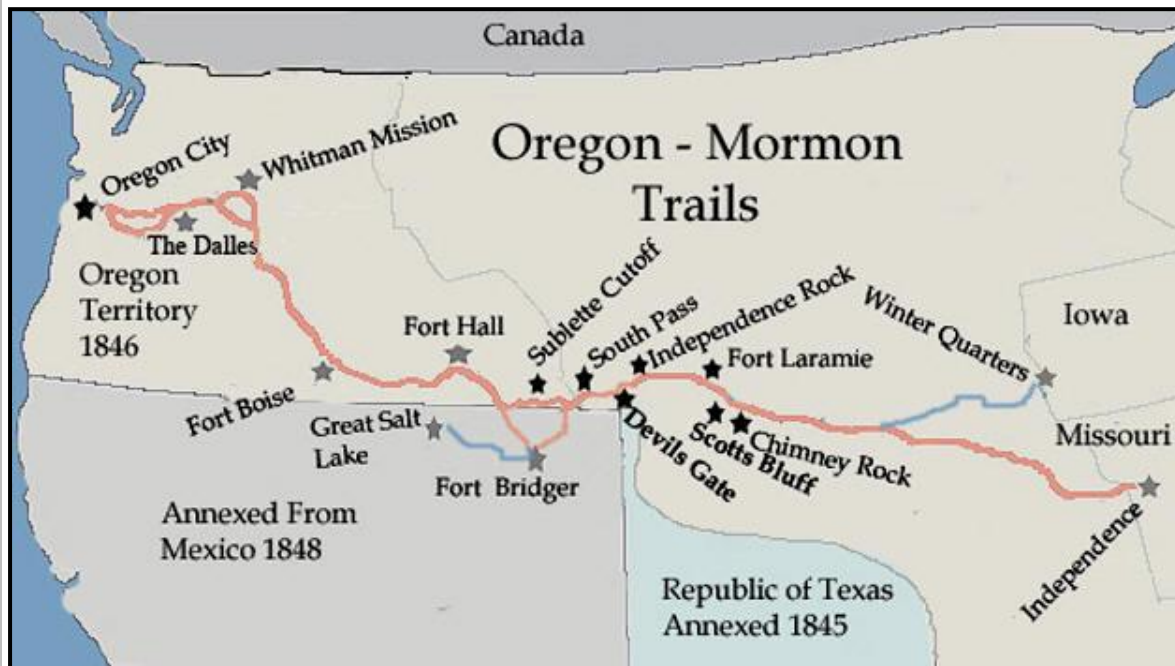 Canada
Oregon - Mormon
Trails
Oregon City
Whitman Mission
The Dalles
Oregon
Territory
1846
Fort Hall
Sublette Cutoff
South Pass
Independence Rock
Fort Laramie
Winter Quarters
Iowa
Fort Boise
Great Salt
Lake
Fort Bridger
Devils Gate
Scotts Bluff
Chimney Rock
Missouri
Independence
Annexed From
Mexico 1848
Republic of Texas
Annexed 1845